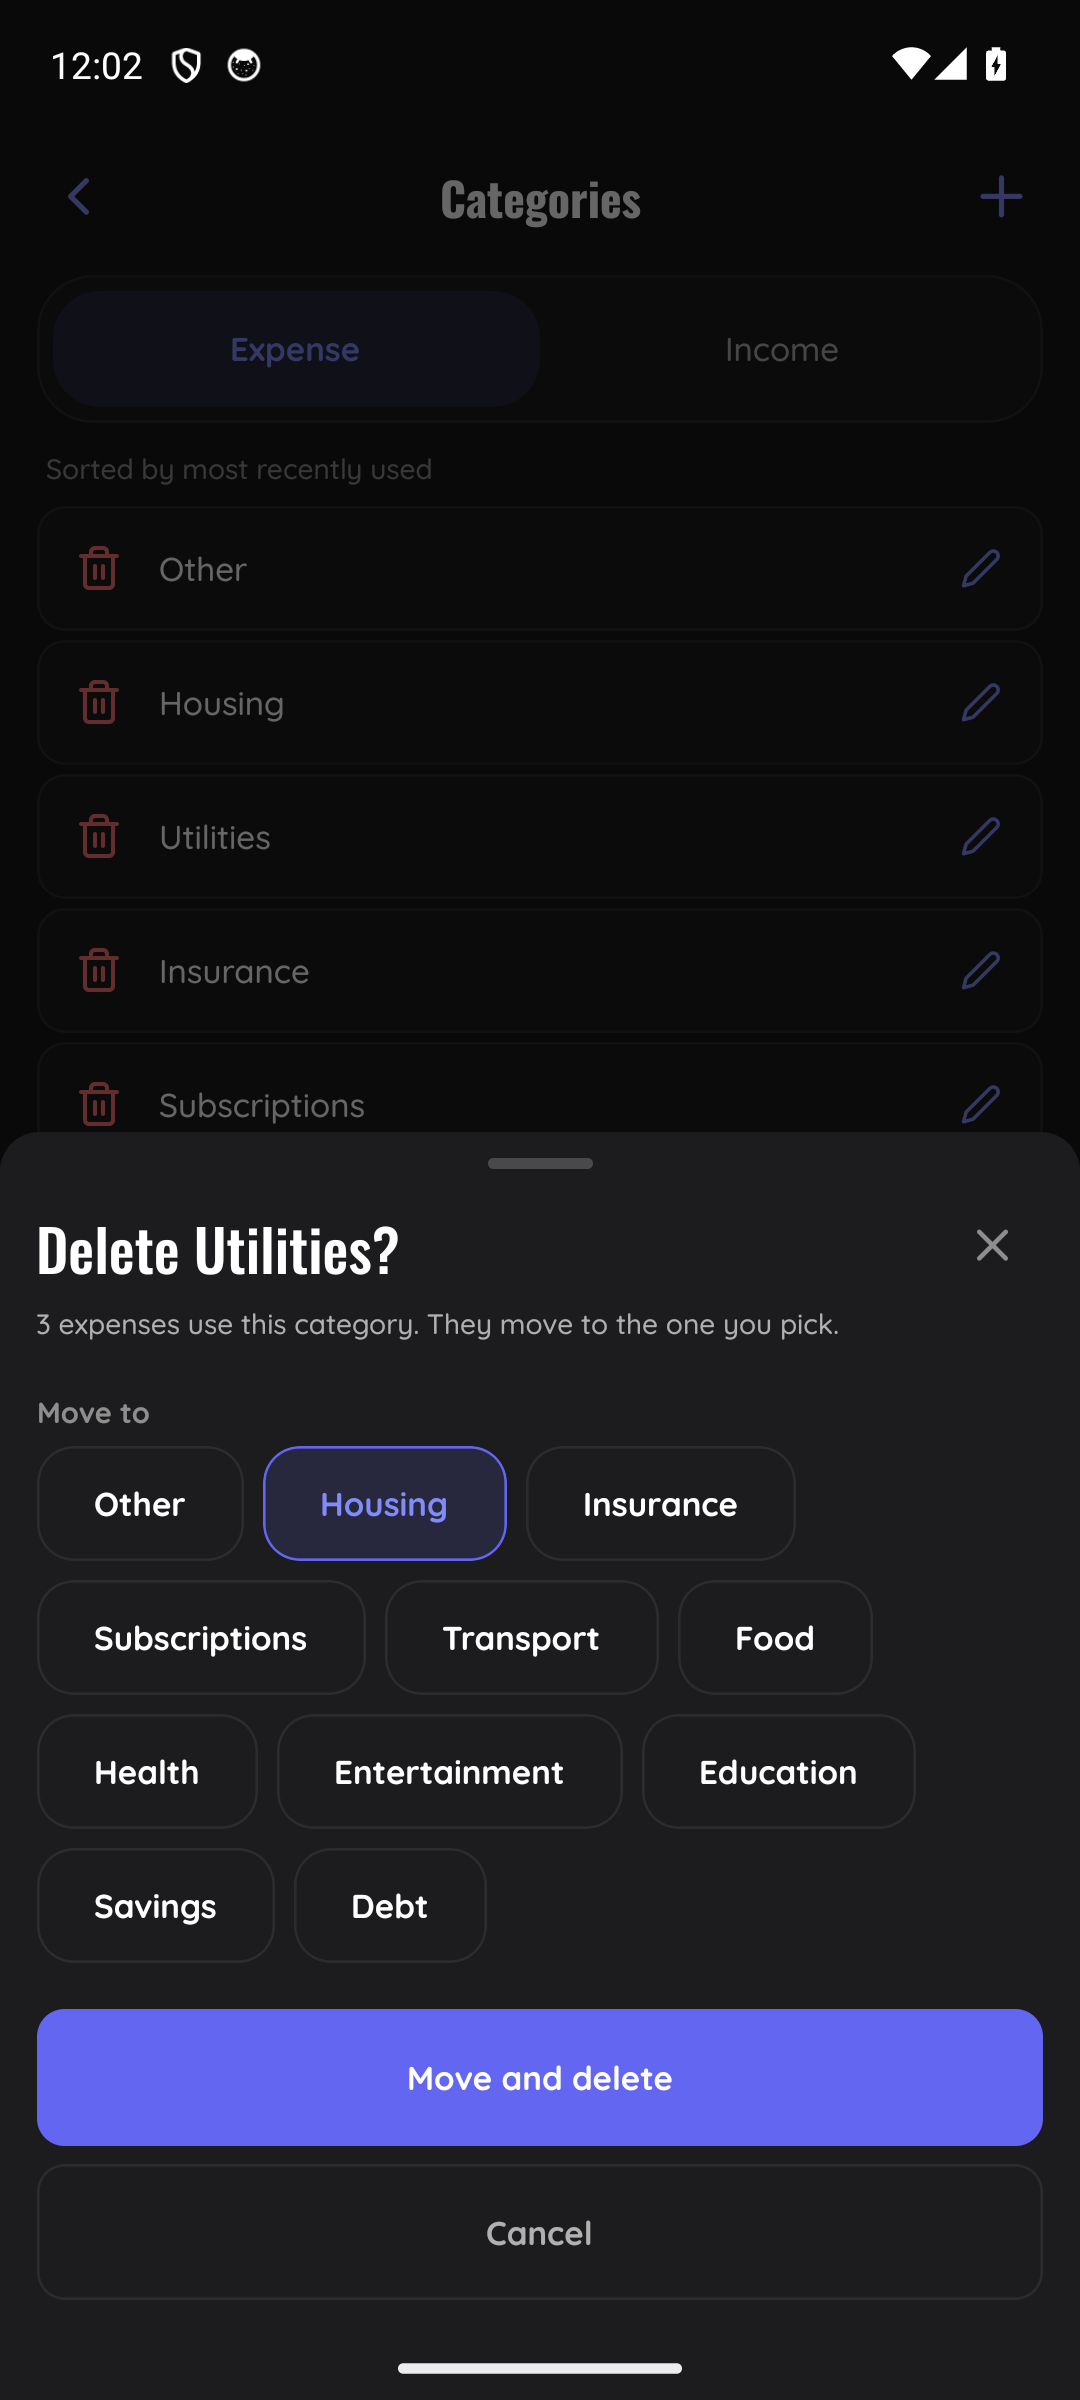 12:02
Categories
Expense Income
Sorted by most recently used
Other
Housing
Utilities
Insurance
Subscriptions
Delete Utilities?
3 expenses use this category. They move to the one you pick.
Move to
Other Housing Insurance
Subscriptions Transport Food
Health Entertainment Education
Savings Debt
Move and delete
Cancel